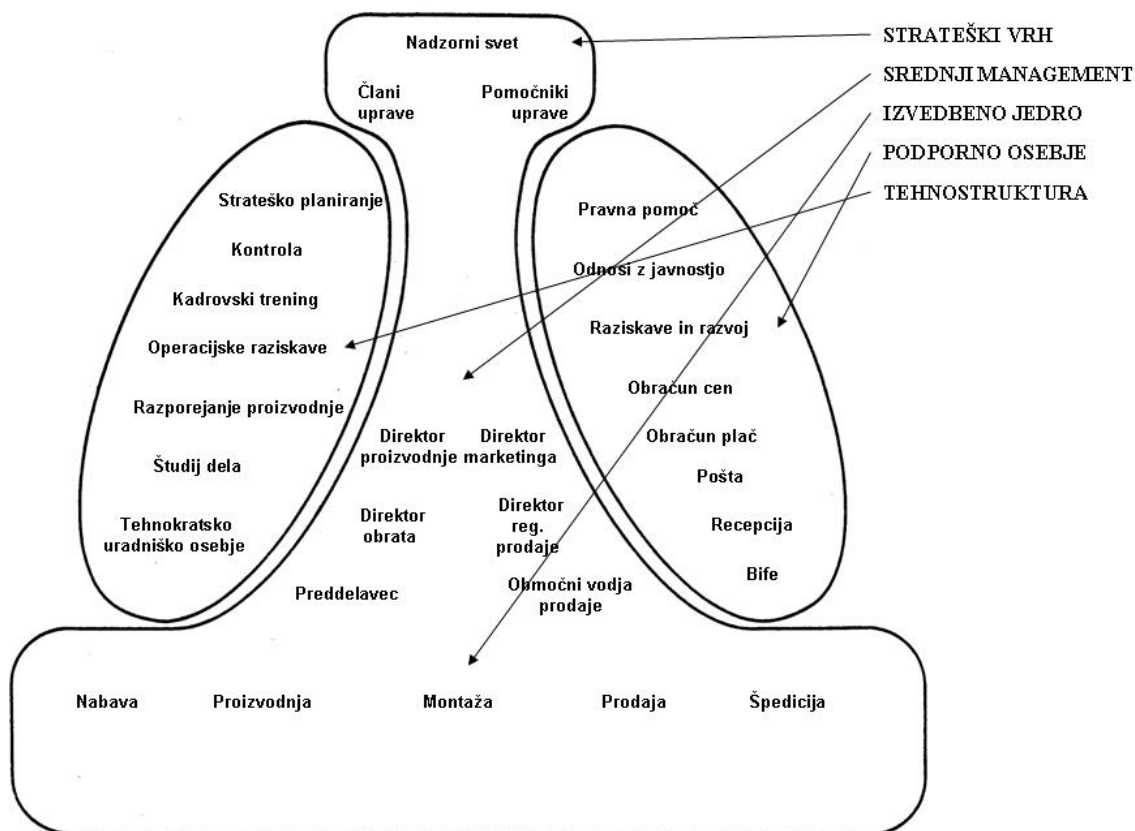 Nadzorni svet
Člani
uprave
Pomočniki
uprave
STRATEŠKI VRH
SREDNJI MANAGEMENT
IZVEDBENO JEDRO
PODPORNO OSEBJE
TEHNOSTRUKTURA
Strateško planiranje
Kontrola
Kadrovski trening
Operacijske raziskave
Razporejanje proizvodnje
Študij dela
Tehnokratsko
uradniško osebje
Direktor
proizvodnje
Direktor
marketinga
Direktor
obrata
Direktor
reg.
prodaje
Preddelavec
Območni vodja
prodaje
Pravna pomoč
Odnosi z javnostjo
Raziskave in razvoj
Obračun cen
Obračun plač
Pošta
Recepcija
Bife
Nabava
Proizvodnja
Montaža
Prodaja
Špedicija